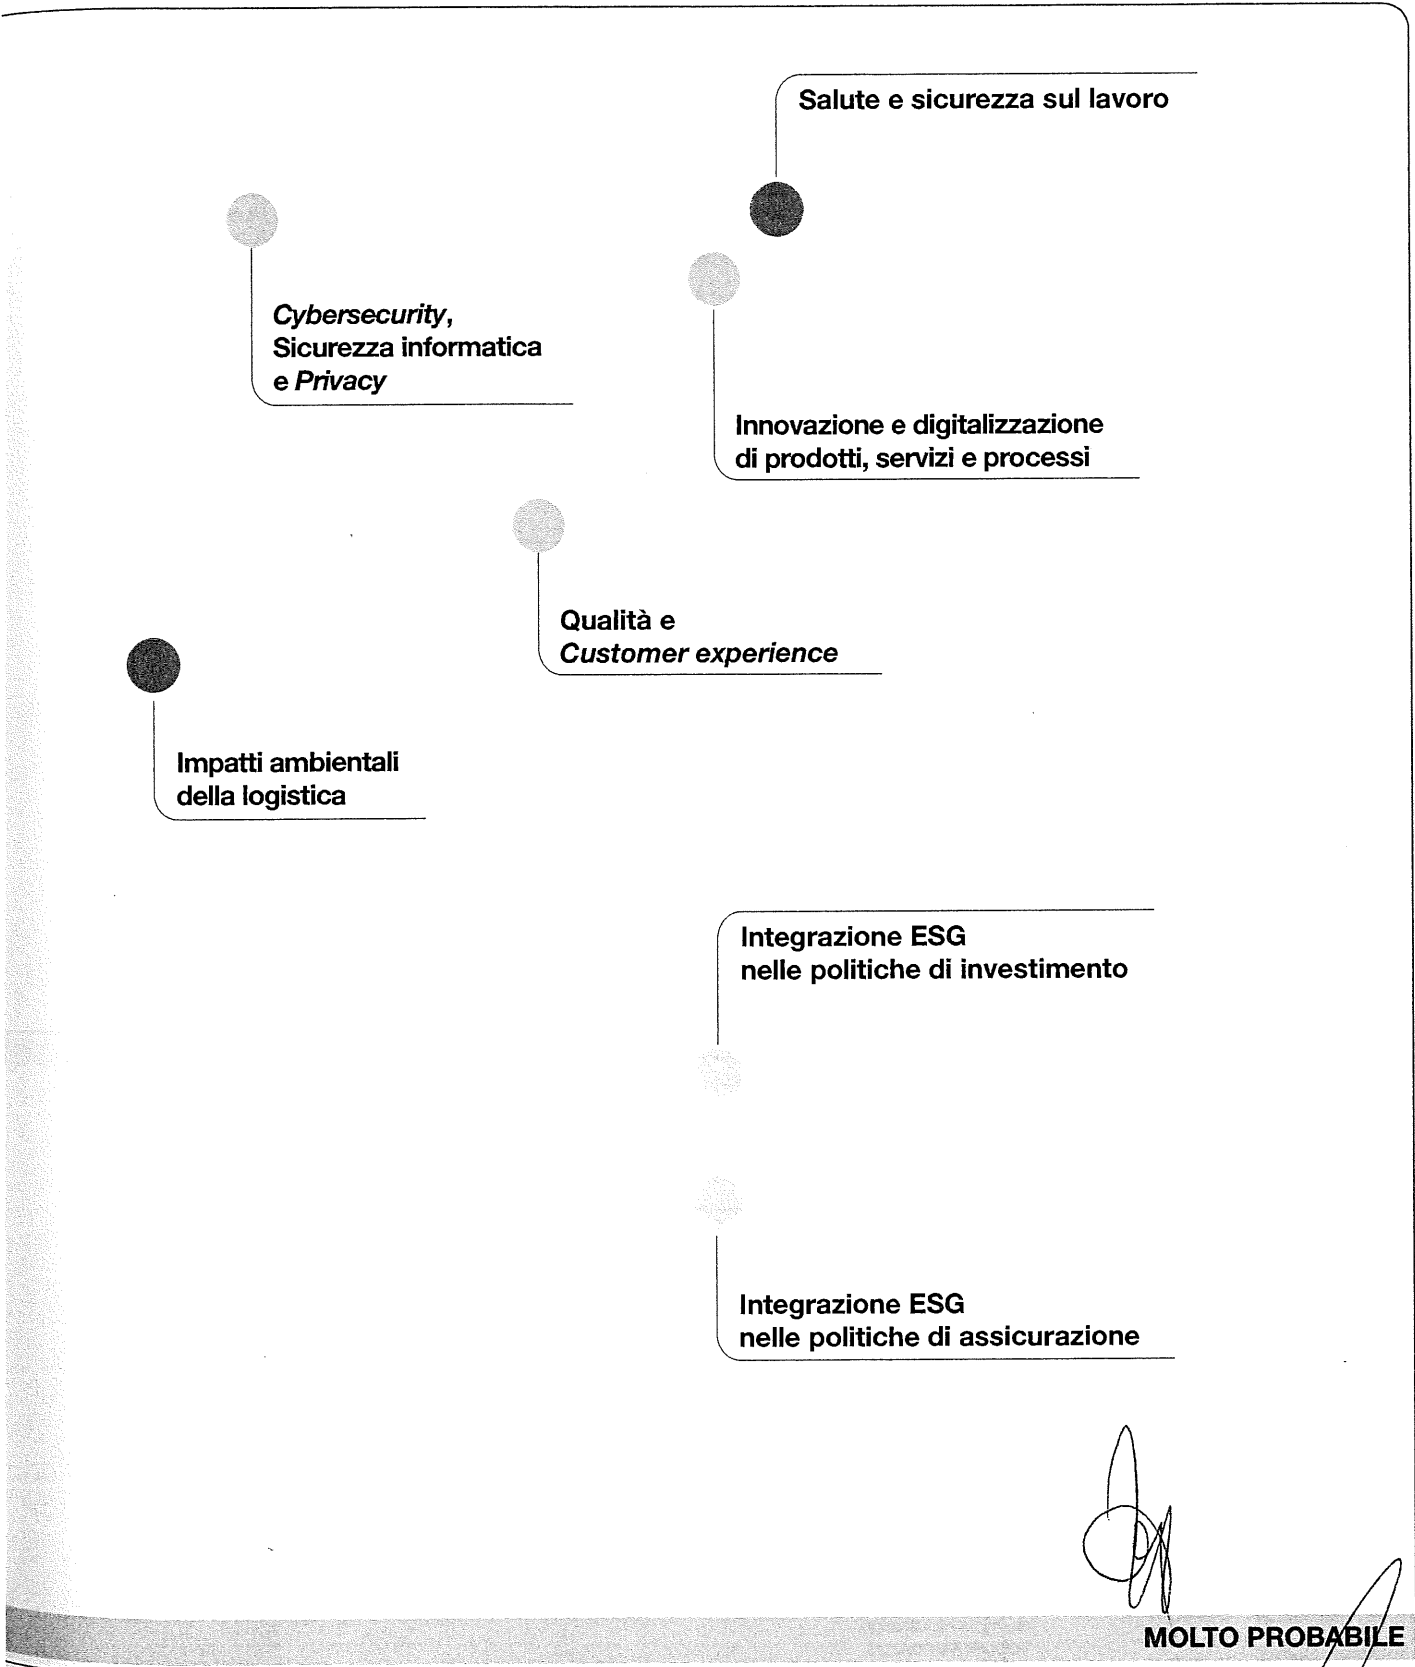 Salute e sicurezza sul lavoro
Cybersecurity,
Sicurezza informatica
e Privacy
Innovazione e digitalizzazione
di prodotti, servizi e processi
Qualità e
Customer experience
Impatti ambientali
della logistica
Integrazione ESG
nelle politiche di investimento
Integrazione ESG
nelle politiche di assicurazione
MOLTO PROBABILE